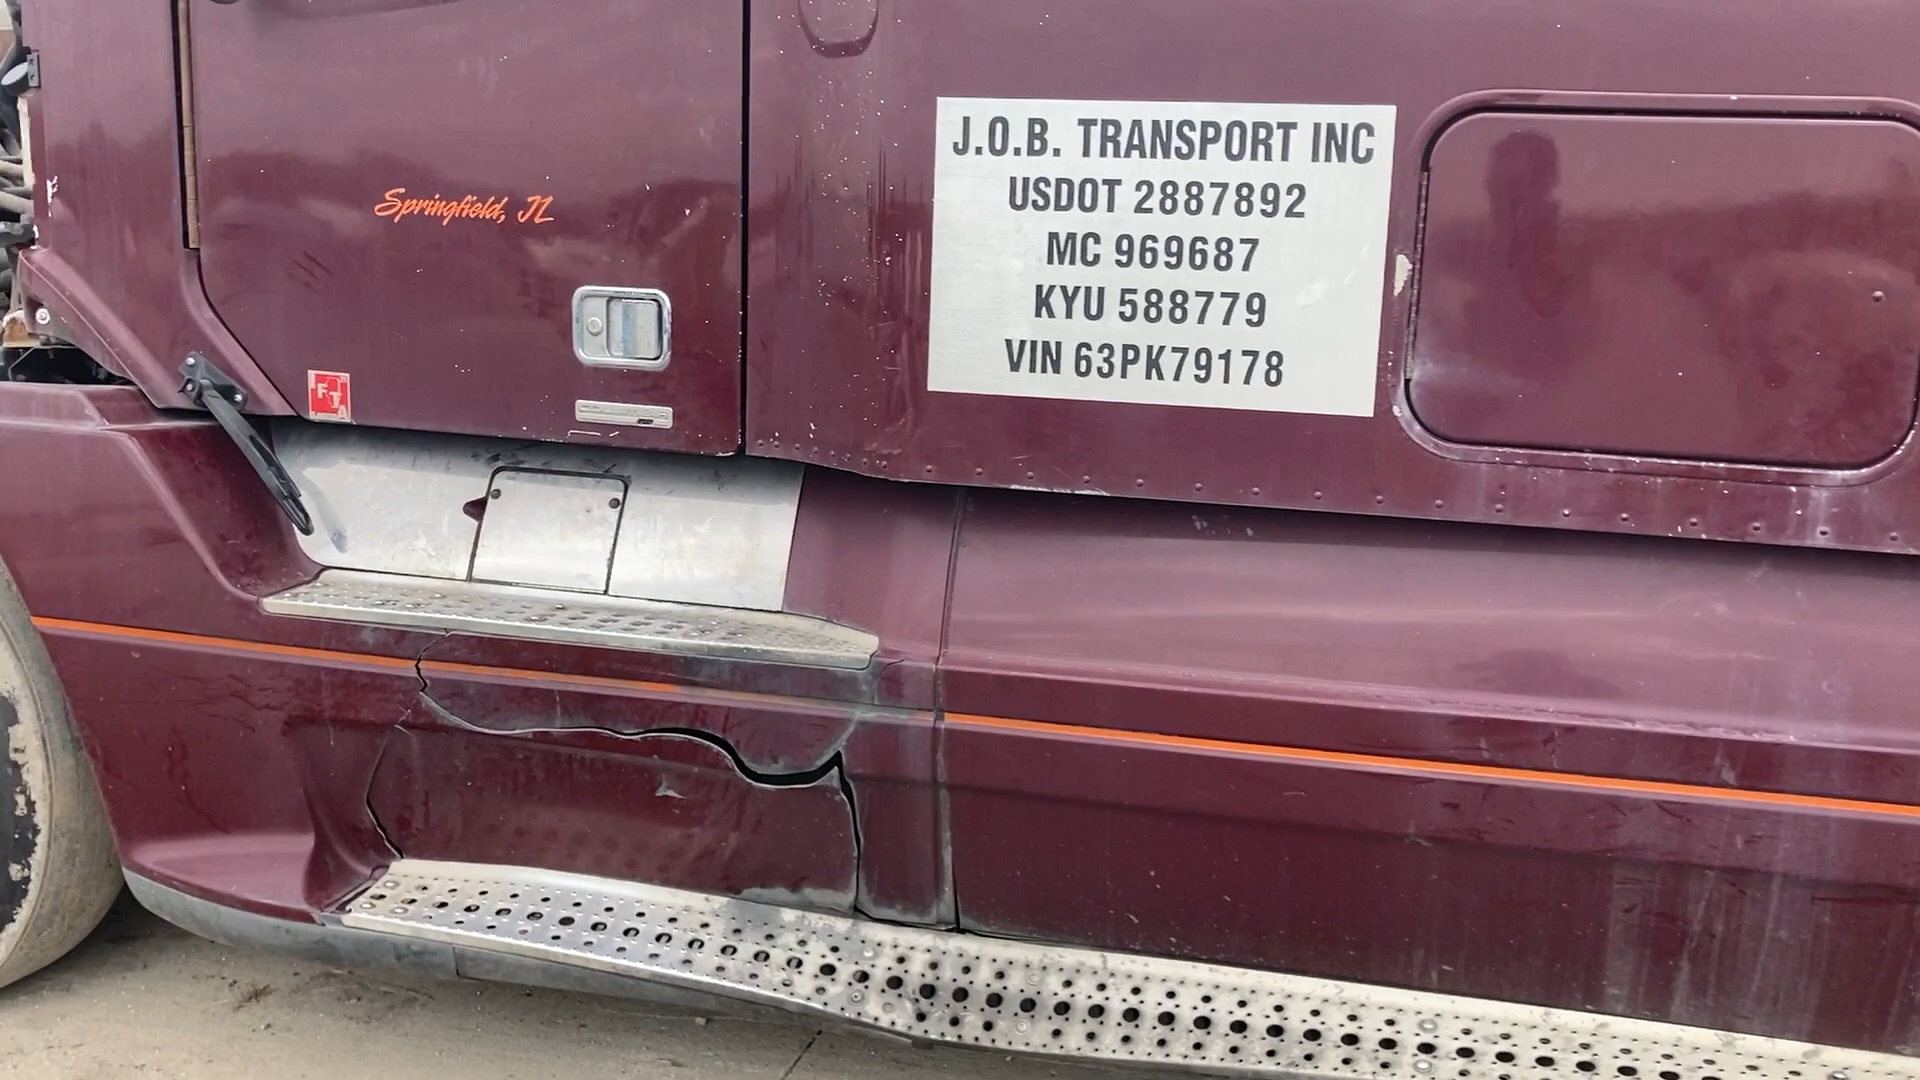 J.O.B. TRANSPORT INC
USDOT 2887892
MC 969687
KYU 588779
VIN 63PK79178
Springfield, IL